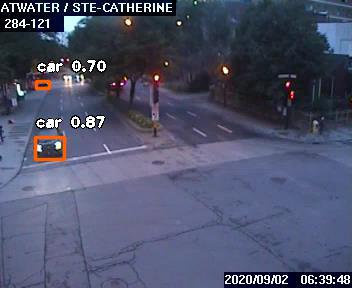 ATWATER / STE-CATHERINE
284-121
car 0.70
car 0.87
2020/09/02 06:39:48